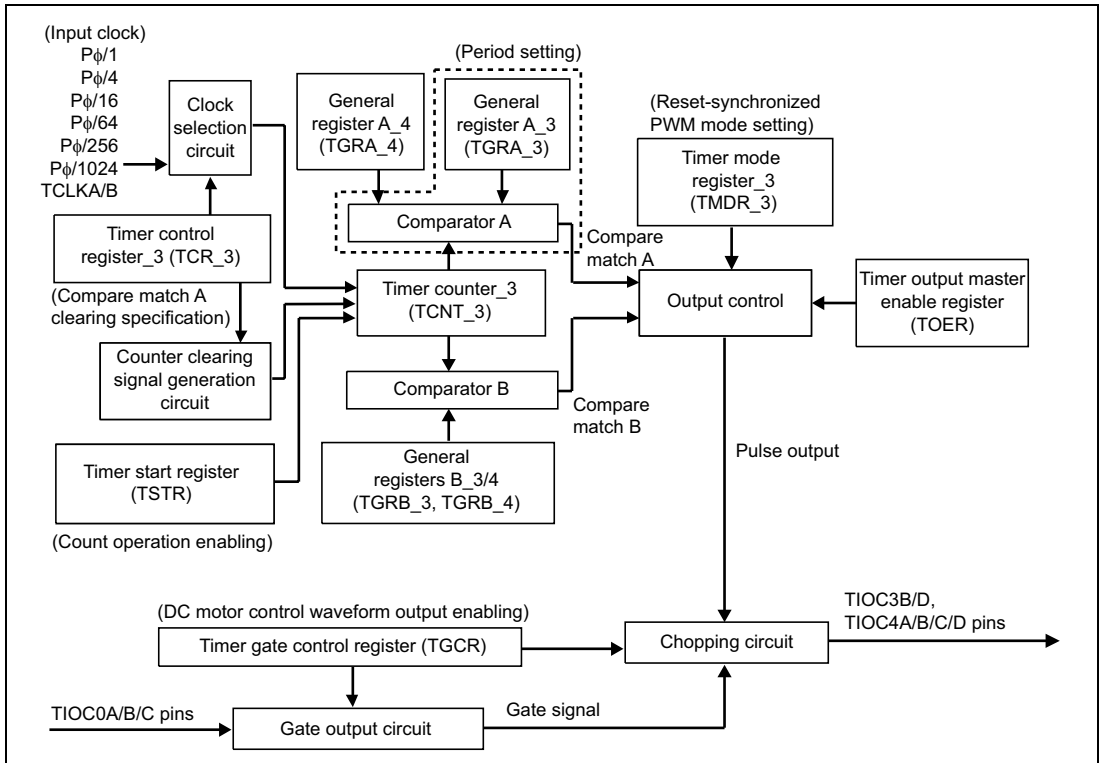 (Input clock)
Pϕ/1
Pϕ/4
Pϕ/16
Pϕ/64
Pϕ/256
Pϕ/1024
TCLKA/B
Clock
selection
circuit
(Period setting)
General
register A_4
(TGRA_4)
General
register A_3
(TGRA_3)
(Reset-synchronized
PWM mode setting)
Timer mode
register_3
(TMDR_3)
Timer control
register_3 (TCR_3)
Comparator A
Compare
match A
(Compare match A
clearing specification)
Timer counter_3
(TCNT_3)
Output control
Timer output master
enable register
(TOER)
Counter clearing
signal generation
circuit
Comparator B
Compare
match B
Timer start register
(TSTR)
General
registers B_3/4
(TGRB_3, TGRB_4)
Pulse output
(Count operation enabling)
(DC motor control waveform output enabling)
Timer gate control register (TGCR)
Chopping circuit
TIOC3B/D,
TIOC4A/B/C/D pins
TIOC0A/B/C pins
Gate output circuit
Gate signal